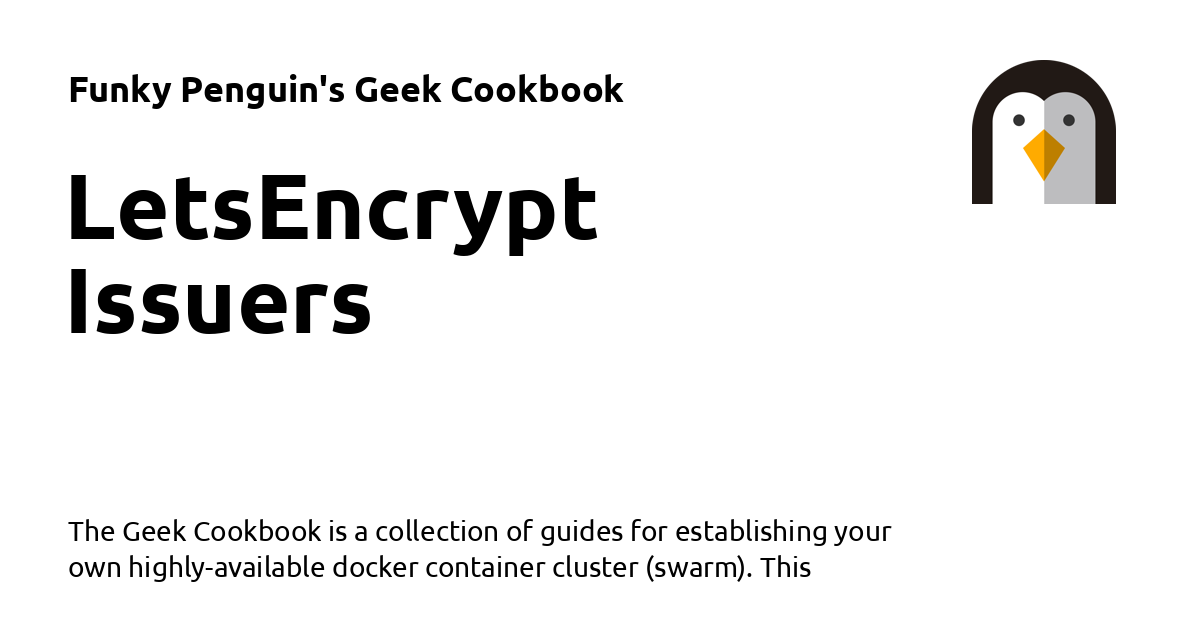 Funky Penguin's Geek Cookbook
LetsEncrypt
Issuers
The Geek Cookbook is a collection of guides for establishing your
own highly-available docker container cluster (swarm). This